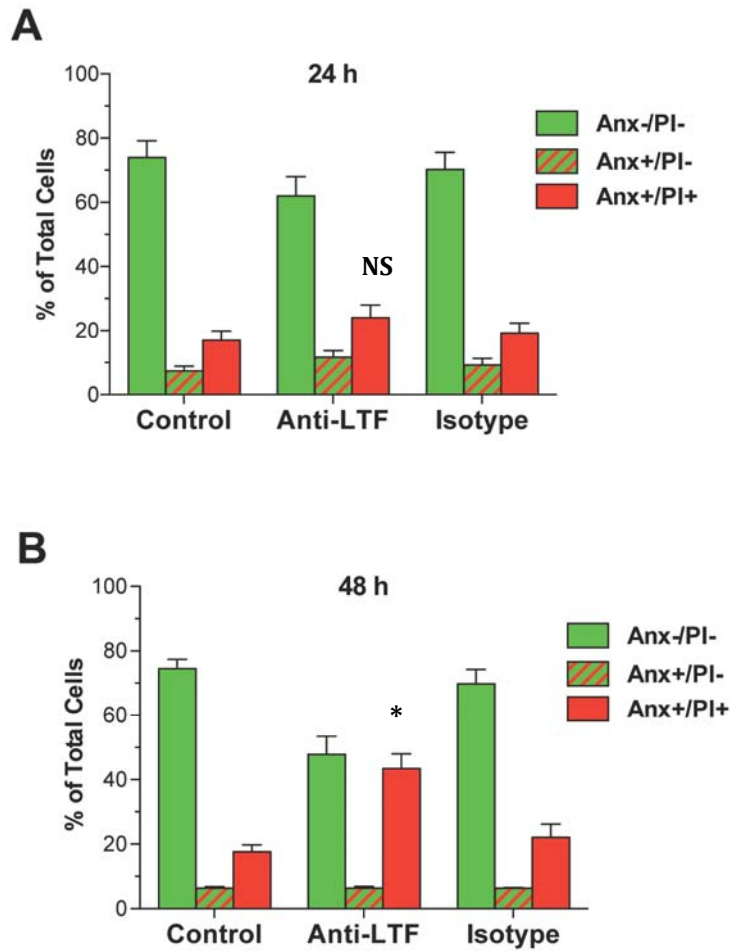 A
24 h
100
80
60
40
20
0
% of Total Cells
NS
Control Anti-LTF Isotype
Anx-/PI-
Anx+/PI-
Anx+/PI+
B
48 h
100
80
60
40
20
0
% of Total Cells
*
Control Anti-LTF Isotype
Anx-/PI-
Anx+/PI-
Anx+/PI+